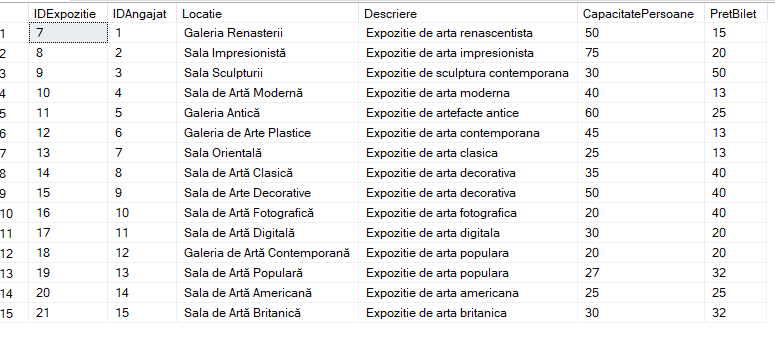 IDExpozitie IDAngajat Locatie Descriere CapacitatePersoane PretBilet
1 7 1 Galeria Renasterii Expozitie de arta renascentista 50 15
2 8 2 Sala Impresionistă Expozitie de arta impresionista 75 20
3 9 3 Sala Sculpturii Expozitie de sculptura contemporana 30 50
4 10 4 Sala de Artă Modernă Expozitie de arta moderna 40 13
5 11 5 Galeria Antică Expozitie de artefacte antice 60 25
6 12 6 Galeria de Arte Plastice Expozitie de arta contemporana 45 13
7 13 7 Sala Orientală Expozitie de arta clasica 25 13
8 14 8 Sala de Artă Clasică Expozitie de arta decorativa 35 40
9 15 9 Sala de Arte Decorative Expozitie de arta decorativa 50 40
10 16 10 Sala de Artă Fotografică Expozitie de arta fotografica 20 40
11 17 11 Sala de Artă Digitală Expozitie de arta digitala 30 20
12 18 12 Galeria de Artă Contemporană Expozitie de arta populara 20 20
13 19 13 Sala de Artă Populară Expozitie de arta populara 27 32
14 20 14 Sala de Artă Americană Expozitie de arta americana 25 25
15 21 15 Sala de Artă Britanică Expozitie de arta britanica 30 32